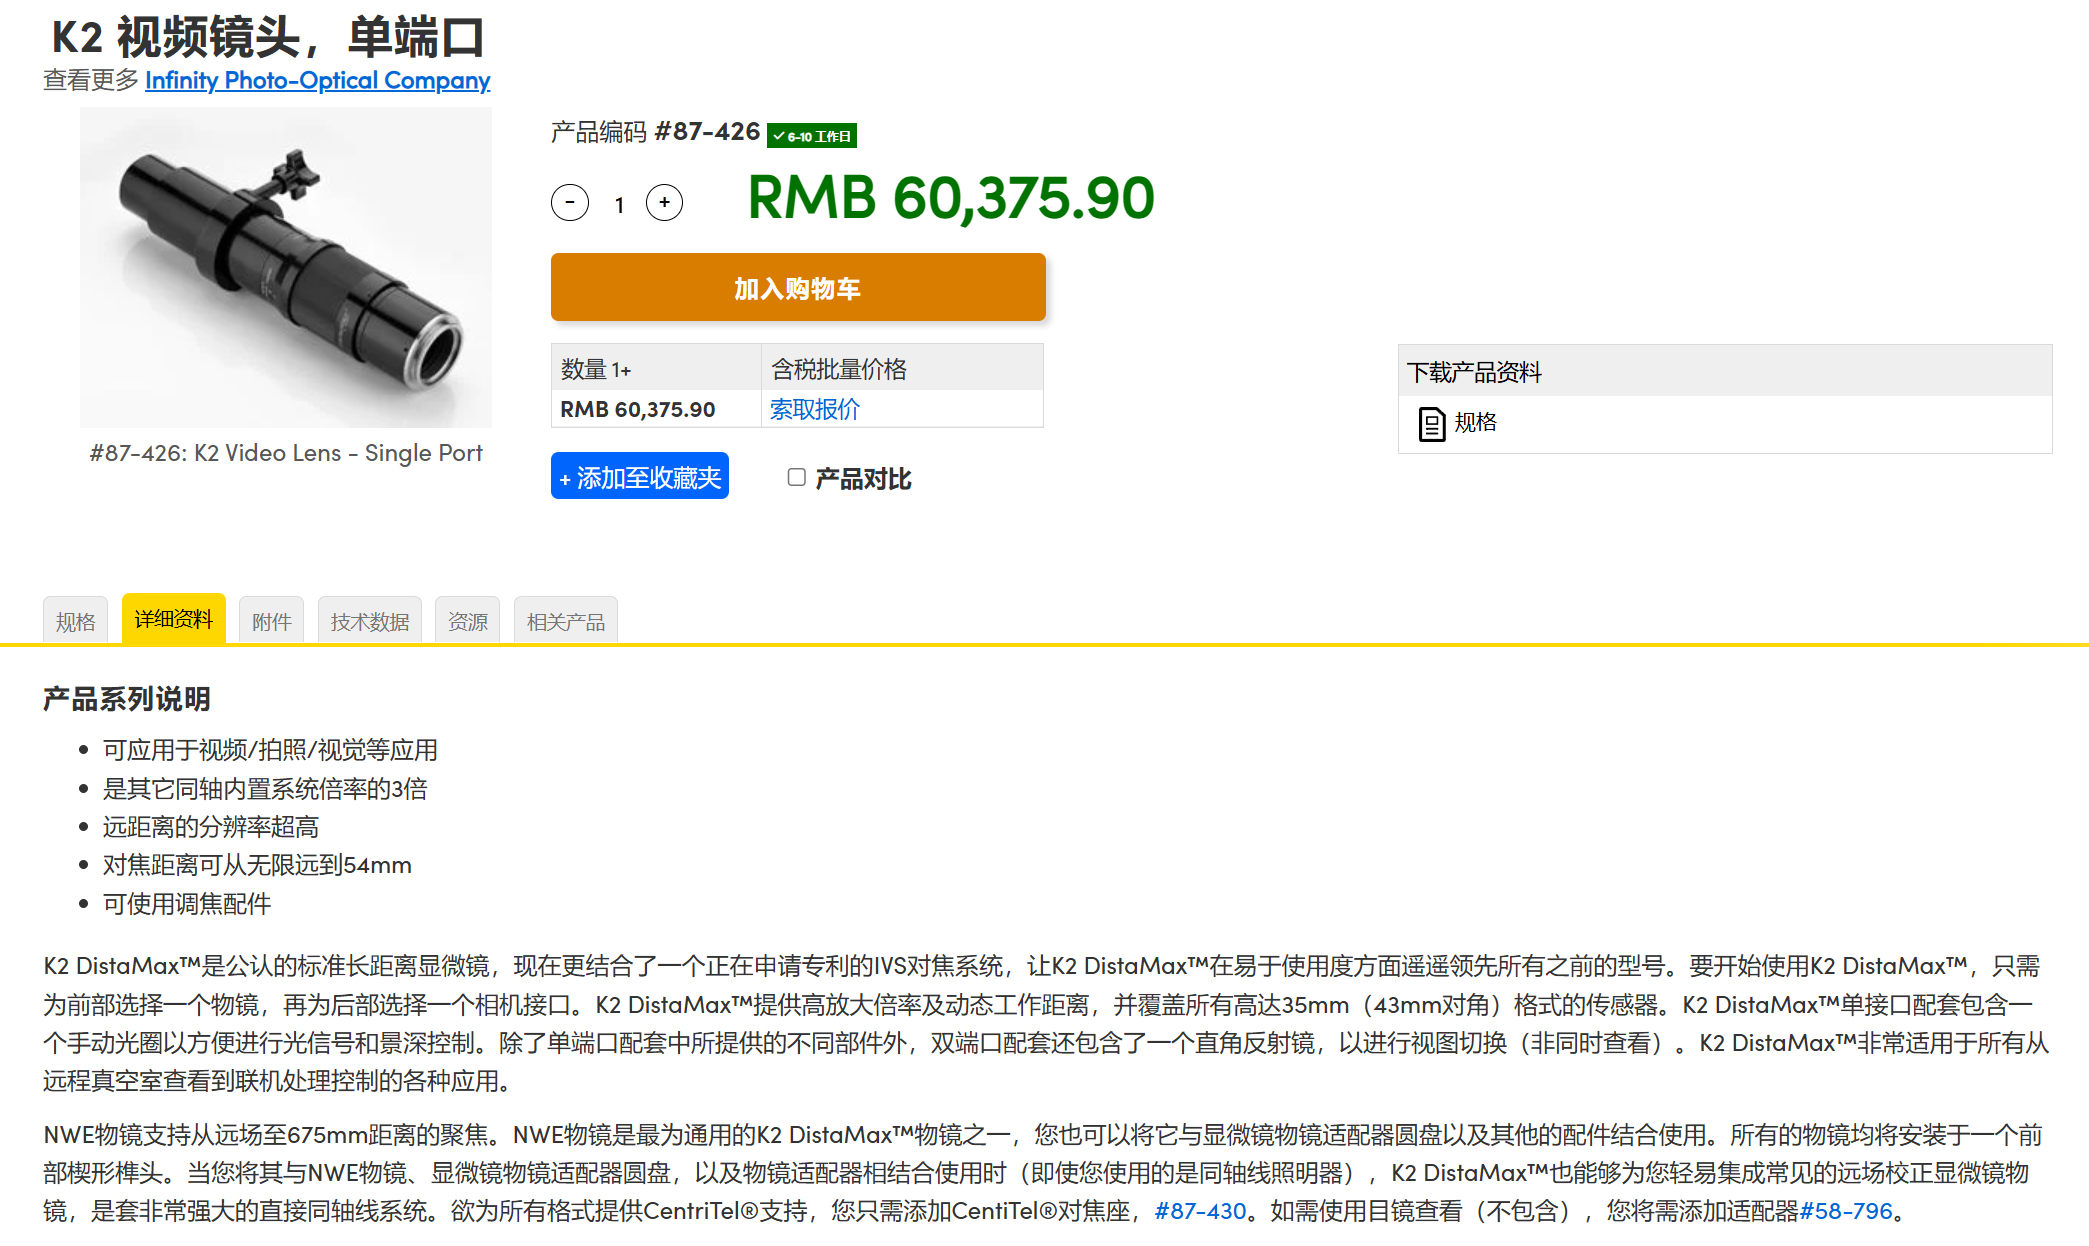 K2 视频镜头，单端口
查看更多 Infinity Photo-Optical Company
产品编码 #87-426 6-10 工作日
1
RMB 60,375.90
加入购物车
数量 1+ 含税批量价格
RMB 60,375.90 索取报价
下载产品资料
规格
#87-426: K2 Video Lens - Single Port
+ 添加至收藏夹 产品对比
规格 详细资料 附件 技术数据 资源 相关产品
产品系列说明
可应用于视频/拍照/视觉等应用
是其它同轴内置系统倍率的3倍
远距离的分辨率超高
对焦距离可从无限远到54mm
可使用调焦配件
K2 DistaMax™是公认的标准长距离显微镜，现在更结合了一个正在申请专利的IVS对焦系统，让K2 DistaMax™在易于使用度方面遥遥领先所有之前的型号。要开始使用K2 DistaMax™，只需
为前部选择一个物镜，再为后部选择一个相机接口。K2 DistaMax™提供高放大倍率及动态工作距离，并覆盖所有高达35mm（43mm对角）格式的传感器。K2 DistaMax™单接口配套包含一
个手动光圈以方便进行光信号和景深控制。除了单端口配套中所提供的不同部件外，双端口配套还包含了一个直角反射镜，以进行视图切换（非同时查看）。K2 DistaMax™非常适用于所有从
远程真空室查看到联机处理控制的各种应用。
NWE物镜支持从远场至675mm距离的聚焦。NWE物镜是最为通用的K2 DistaMax™物镜之一，您也可以将它与显微镜物镜适配器圆盘以及其他的配件结合使用。所有的物镜均将安装于一个前
部楔形榫头。当您将其与NWE物镜、显微镜物镜适配器圆盘，以及物镜适配器相结合使用时（即使您使用的是同轴线照明器），K2 DistaMax™也能够为您轻易集成常见的远场校正显微镜物
镜，是套非常强大的直接同轴线系统。欲为所有格式提供CentriTel®支持，您只需添加CentiTel®对焦座，#87-430。如需使用目镜查看（不包含），您将需添加适配器#58-796。